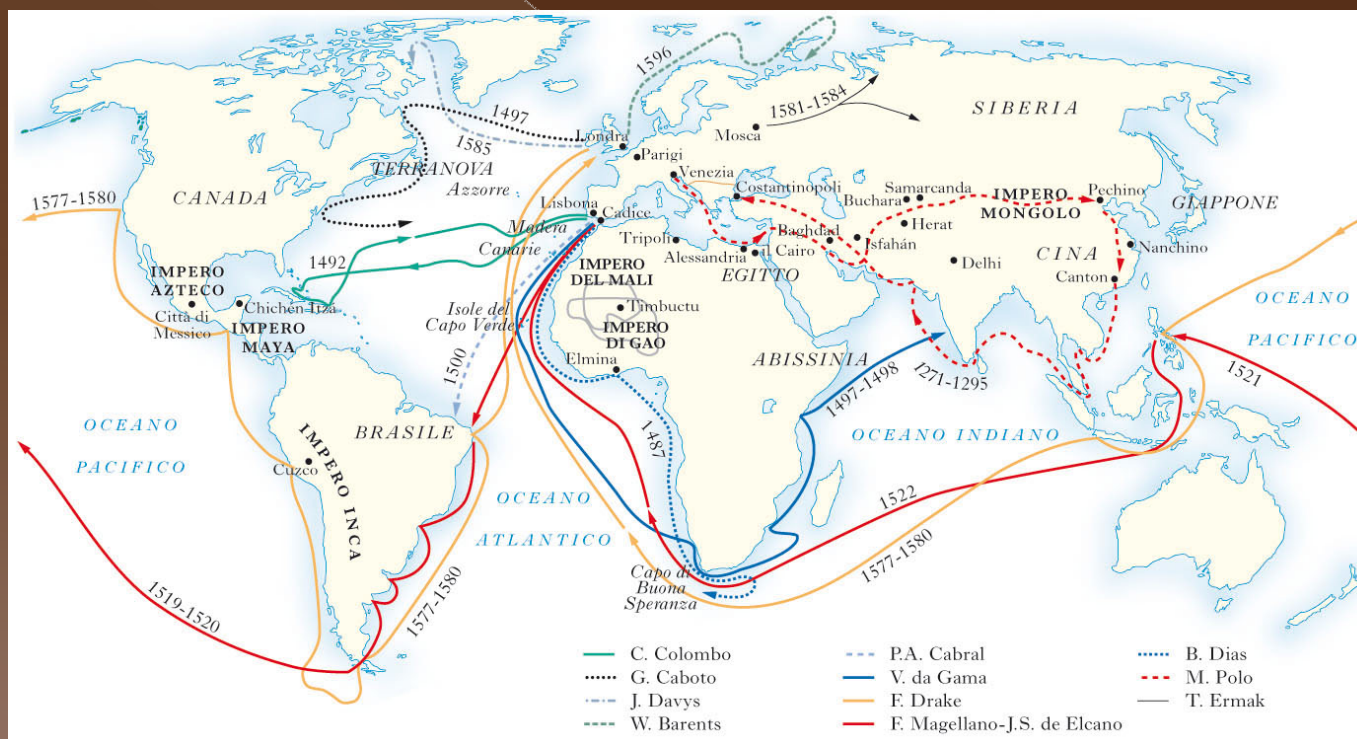 1596
1581-1584
SIBERIA
1497
Londra
Mosca
1585
Parigi
TERRANOVA
Venezia
Azzorre
Costantinopoli
Samarcanda
IMPERO
MONGOLO
Pechino
CANADA
Buchara
1577-1580
GIAPPONE
Lisbona
Cadice
Madera
Baghdad
Herat
Tripoli
Isfahán
Nanchino
Canarie
Alessandria
il Cairo
CINA
1492
EGITTO
Delhi
IMPERO
AZTECO
IMPERO
DEL MALI
Canton
OCEANO
PACIFICO
Chichén Itzá
Città di
Messico
Isole del
Capo Verde
Timbuctu
IMPERO
MAYA
IMPERO
DI GAO
1500
Elmina
ABISSINIA
1271-1295
1521
1497-1498
OCEANO
PACIFICO
BRASILE
1487
OCEANO INDIANO
Cuzco
IMPERO INCA
OCEANO
ATLANTICO
1522
1577-1580
Capo di
Buona
Speranza
1519-1520
1577-1580
C. Colombo
G. Caboto
J. Davys
W. Barents
P.A. Cabral
V. da Gama
F. Drake
F. Magellano-J.S. de Elcano
B. Dias
M. Polo
T. Ermak